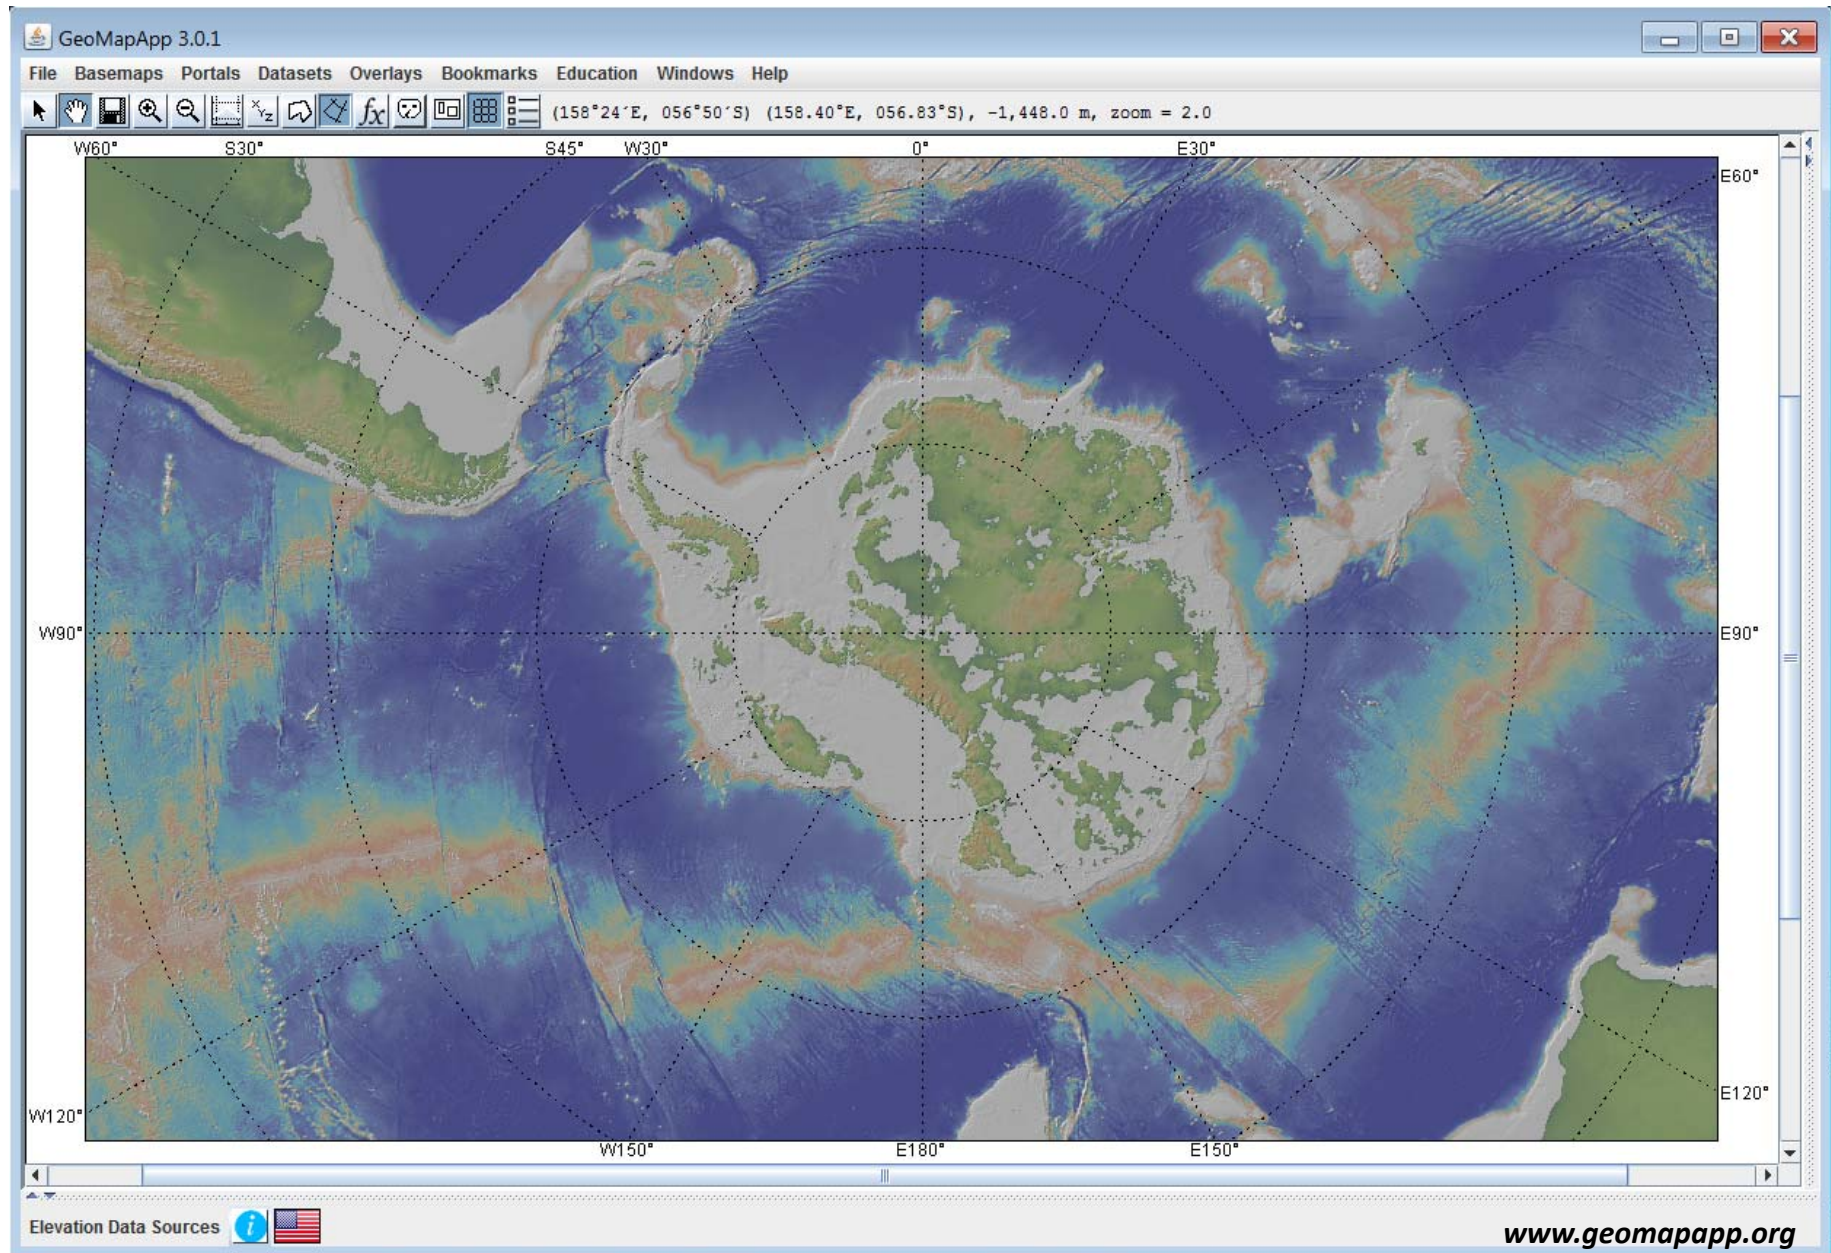 GeoMapApp 3.0.1
File Basemaps Portals Datasets Overlays Bookmarks Education Windows Help
XYZ fx (158°24´E, 056°50´S) (158.40°E, 056.83°S), -1,448.0 m, zoom = 2.0
W60° S30° S45° W30° 0° E30°
E60°
W90° E90°
W120° E120°
W150° E180° E150°
Elevation Data Sources i
www.geomapapp.org